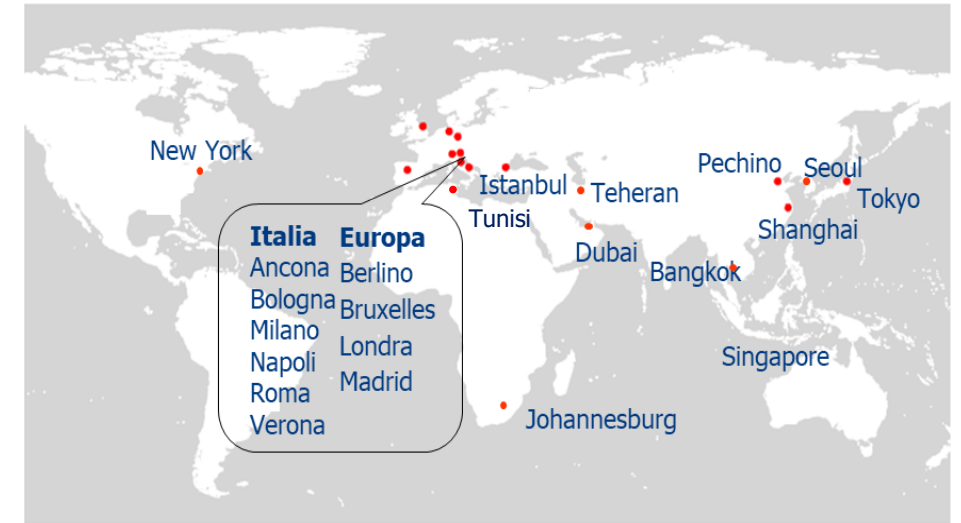 New York
Pechino
Seoul
Istanbul
Teheran
Tokyo
Tunisi
Shanghai
Dubai
Bangkok
Italia
Ancona
Bologna
Milano
Napoli
Roma
Verona
Europa
Berlino
Bruxelles
Londra
Madrid
Singapore
Johannesburg